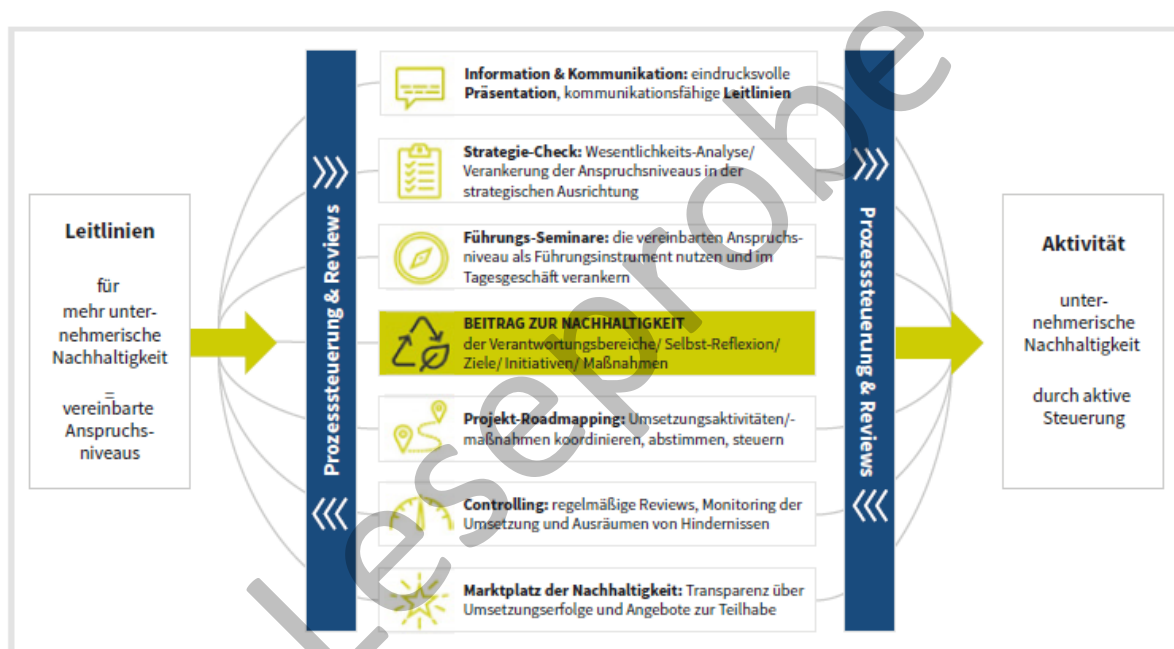 Leitlinien
für
mehr unter-
nehmerische
Nachhaltigkeit
=
vereinbarte
Anspruchs-
niveaus
Prozesssteuerung & Reviews
Information & Kommunikation: eindrucksvolle
Präsentation, kommunikationsfähige Leitlinien
Strategie-Check: Wesentlichkeits-Analyse/
Verankerung der Anspruchsniveaus in der
strategischen Ausrichtung
Führungs-Seminare: die vereinbarten Anspruchs-
niveau als Führungsinstrument nutzen und im
Tagesgeschäft verankern
BEITRAG ZUR NACHHALTIGKEIT
der Verantwortungsbereiche/ Selbst-Reflexion/
Ziele/ Initiativen/ Maßnahmen
Projekt-Roadmapping: Umsetzungsaktivitäten/-
maßnahmen koordinieren, abstimmen, steuern
Controlling: regelmäßige Reviews, Monitoring der
Umsetzung und Ausräumen von Hindernissen
Marktplatz der Nachhaltigkeit: Transparenz über
Umsetzungserfolge und Angebote zur Teilhabe
Prozesssteuerung & Reviews
Aktivität
unter-
nehmerische
Nachhaltigkeit
durch aktive
Steuerung
Leseprobe